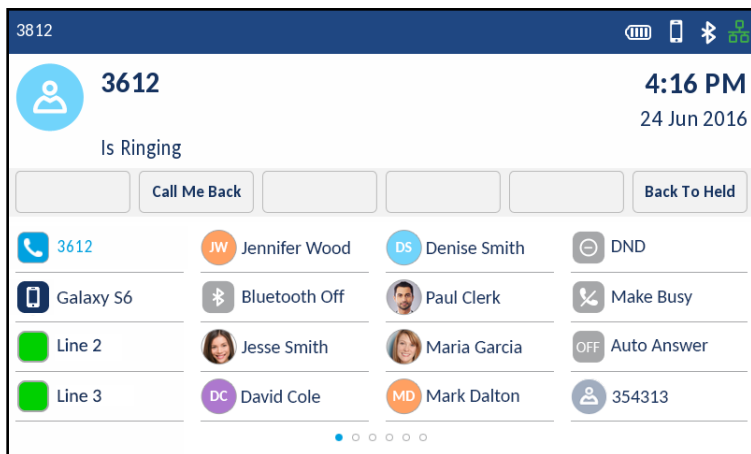 3812
3612
4:16 PM
24 Jun 2016
Is Ringing
Call Me Back
Back To Held
3612
JW Jennifer Wood
DS Denise Smith
DND
Galaxy S6
Bluetooth Off
Paul Clerk
Make Busy
Line 2
Jesse Smith
Maria Garcia
OFF Auto Answer
Line 3
DC David Cole
MD Mark Dalton
354313